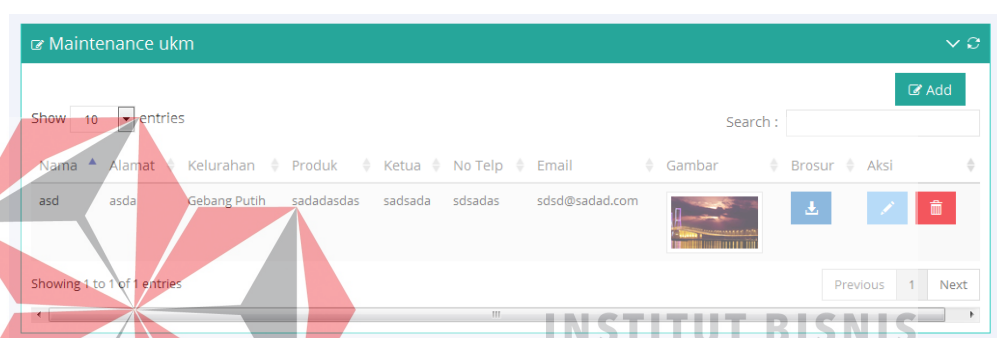 Maintenance ukm
Add
Show 10 entries
Search :
Nama Alamat Kelurahan Produk Ketua No Telp Email Gambar Brosur Aksi
asd asda Gebang Putih sadadasdas sadsada sdsadas sdsd@sadad.com
Showing 1 to 1 of 1 entries
Previous 1 Next
INSTITUT BISNIS